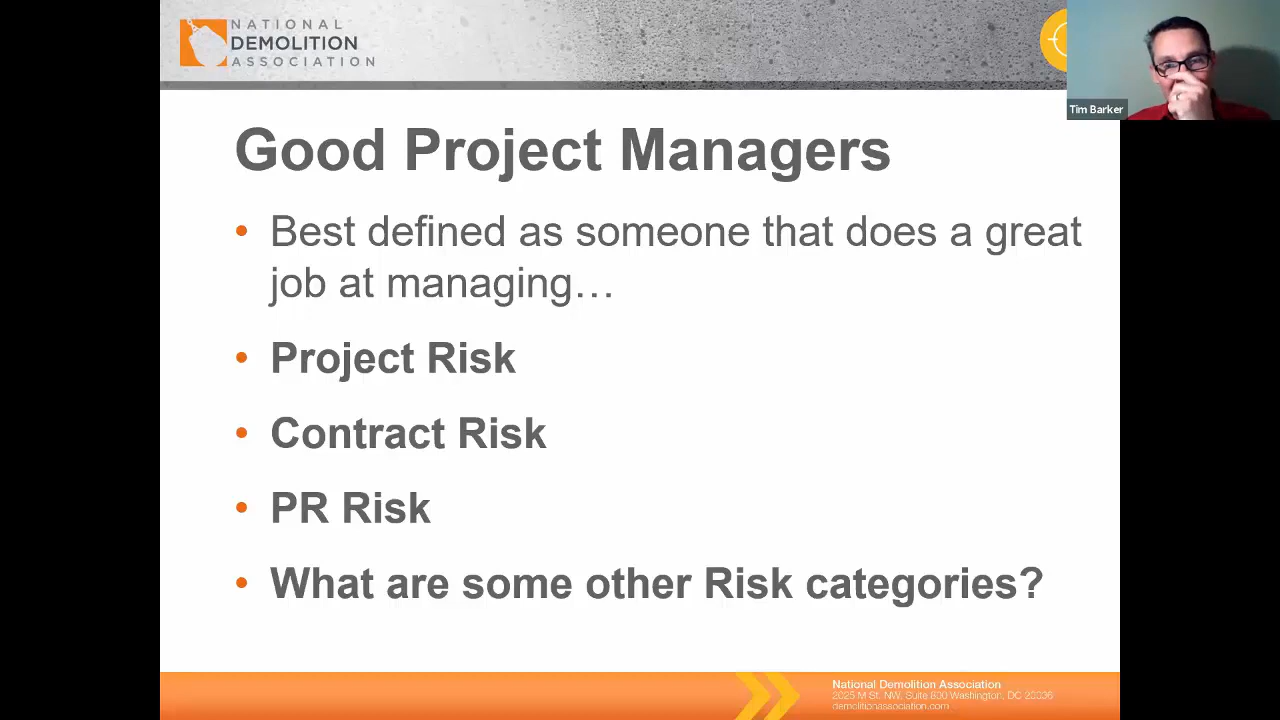 NATIONAL
DEMOLITION
ASSOCIATION
Tim Barker
Good Project Managers
• Best defined as someone that does a great
job at managing…
• Project Risk
• Contract Risk
• PR Risk
• What are some other Risk categories?
National Demolition Association
2025 M St. NW, Suite 800 Washington, DC 20036
demolitionassociation.com